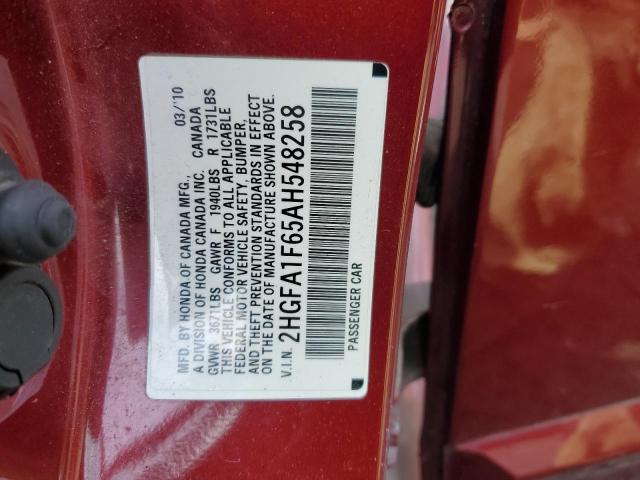 MFD. BY HONDA OF CANADA MFG., 03/'10
A DIVISION OF HONDA CANADA INC. CANADA
GVWR 3671LBS GAWR F 1940LBS R 1731LBS
THIS VEHICLE CONFORMS TO ALL APPLICABLE
FEDERAL MOTOR VEHICLE SAFETY, BUMPER,
AND THEFT PREVENTION STANDARDS IN EFFECT
ON THE DATE OF MANUFACTURE SHOWN ABOVE.
V.I.N. 2HGFA1F65AH548258
PASSENGER CAR